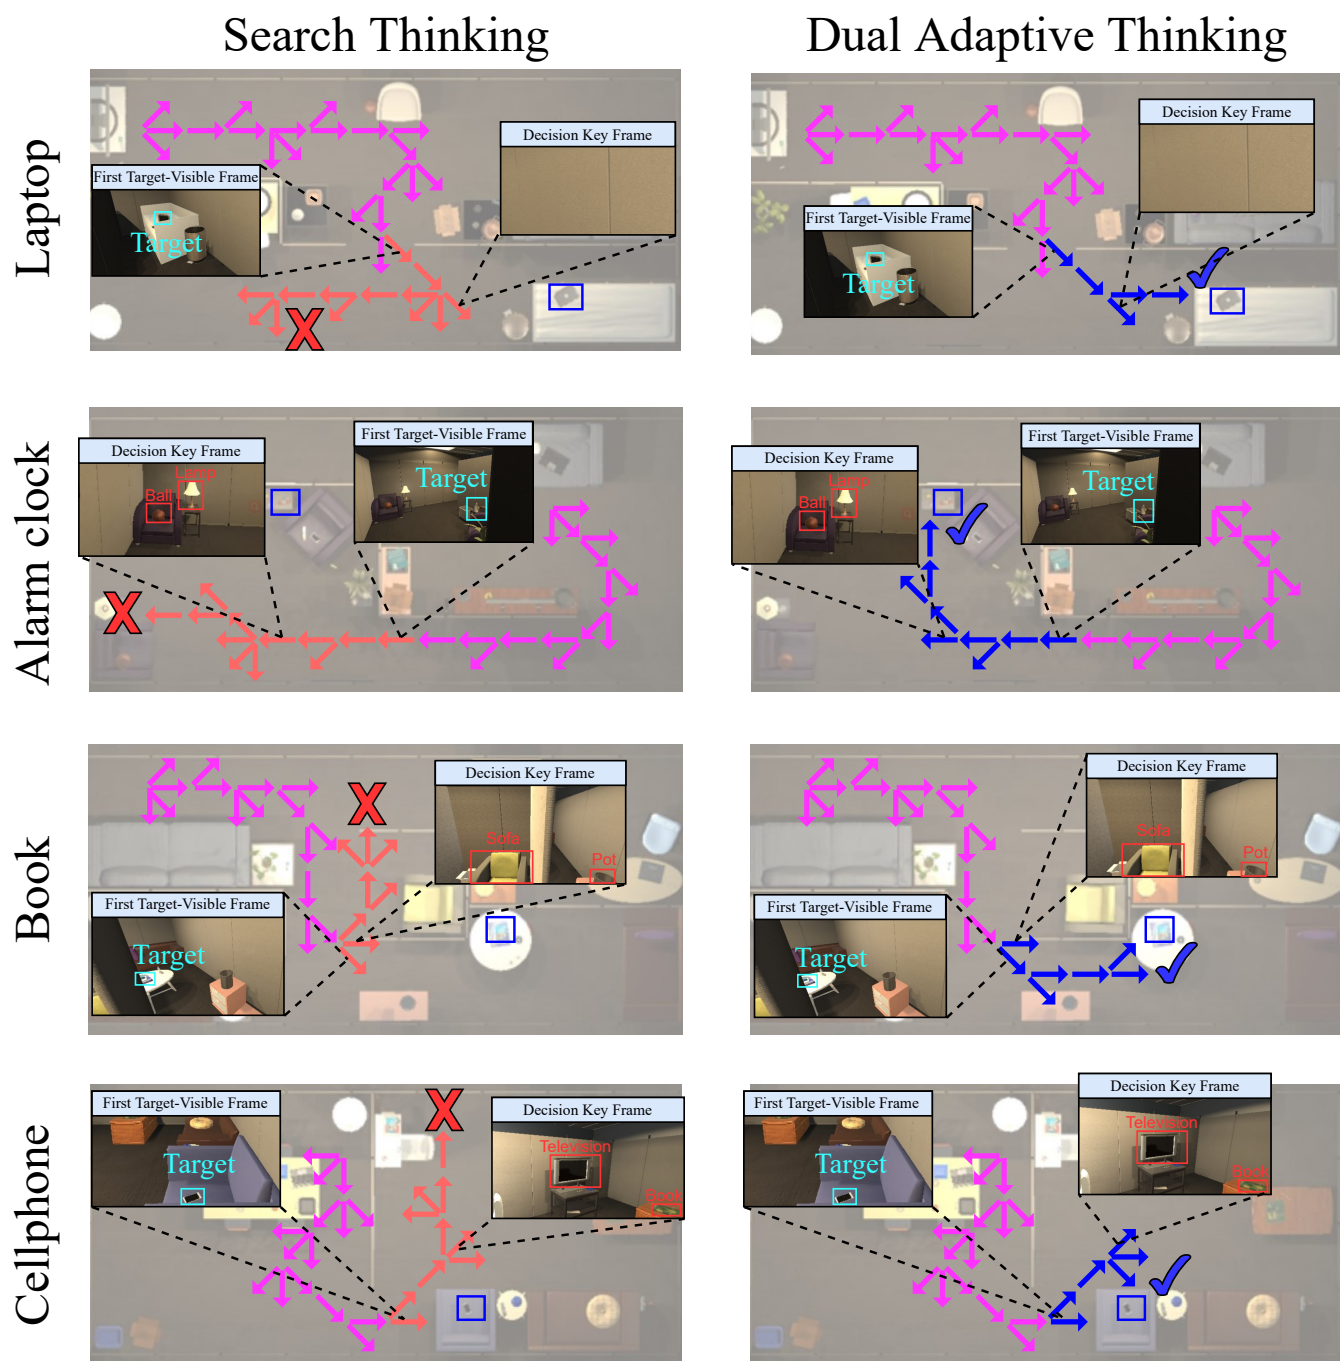 Search Thinking
Dual Adaptive Thinking
Laptop
Decision Key Frame
First Target-Visible Frame
Target
X
Decision Key Frame
First Target-Visible Frame
Target
Alarm clock
Decision Key Frame
Lamp
Ball
First Target-Visible Frame
Target
X
Decision Key Frame
Lamp
Ball
First Target-Visible Frame
Target
Book
X
Decision Key Frame
Sofa
Pot
First Target-Visible Frame
Target
Decision Key Frame
Sofa
Pot
First Target-Visible Frame
Target
Cellphone
First Target-Visible Frame
Target
X
Decision Key Frame
Television
Book
First Target-Visible Frame
Target
Decision Key Frame
Television
Book